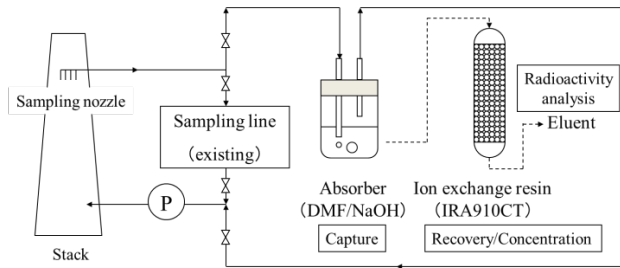 Sampling nozzle
Stack
P
Sampling line
（existing）
Absorber
（DMF/NaOH）
Capture
Ion exchange resin
（IRA910CT）
Recovery/Concentration
Radioactivity
analysis
Eluent